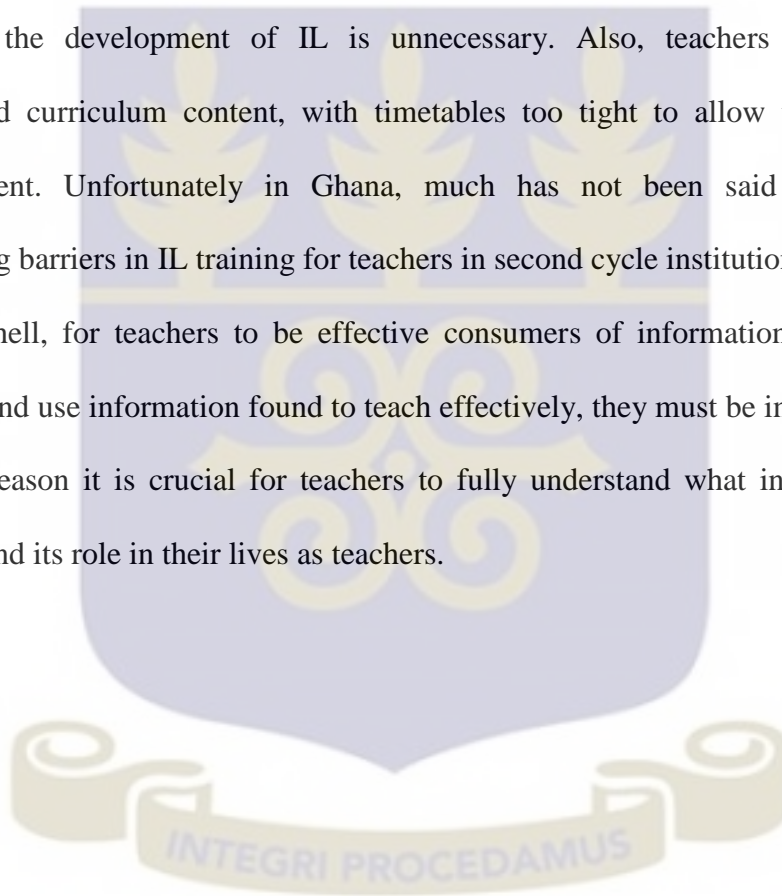 the development of IL is unnecessary. Also, teachers
d curriculum content, with timetables too tight to allow
ent. Unfortunately in Ghana, much has not been said
g barriers in IL training for teachers in second cycle institution
nell, for teachers to be effective consumers of information
nd use information found to teach effectively, they must be in
eason it is crucial for teachers to fully understand what in
nd its role in their lives as teachers.
INTEGRI PROCEDAMUS